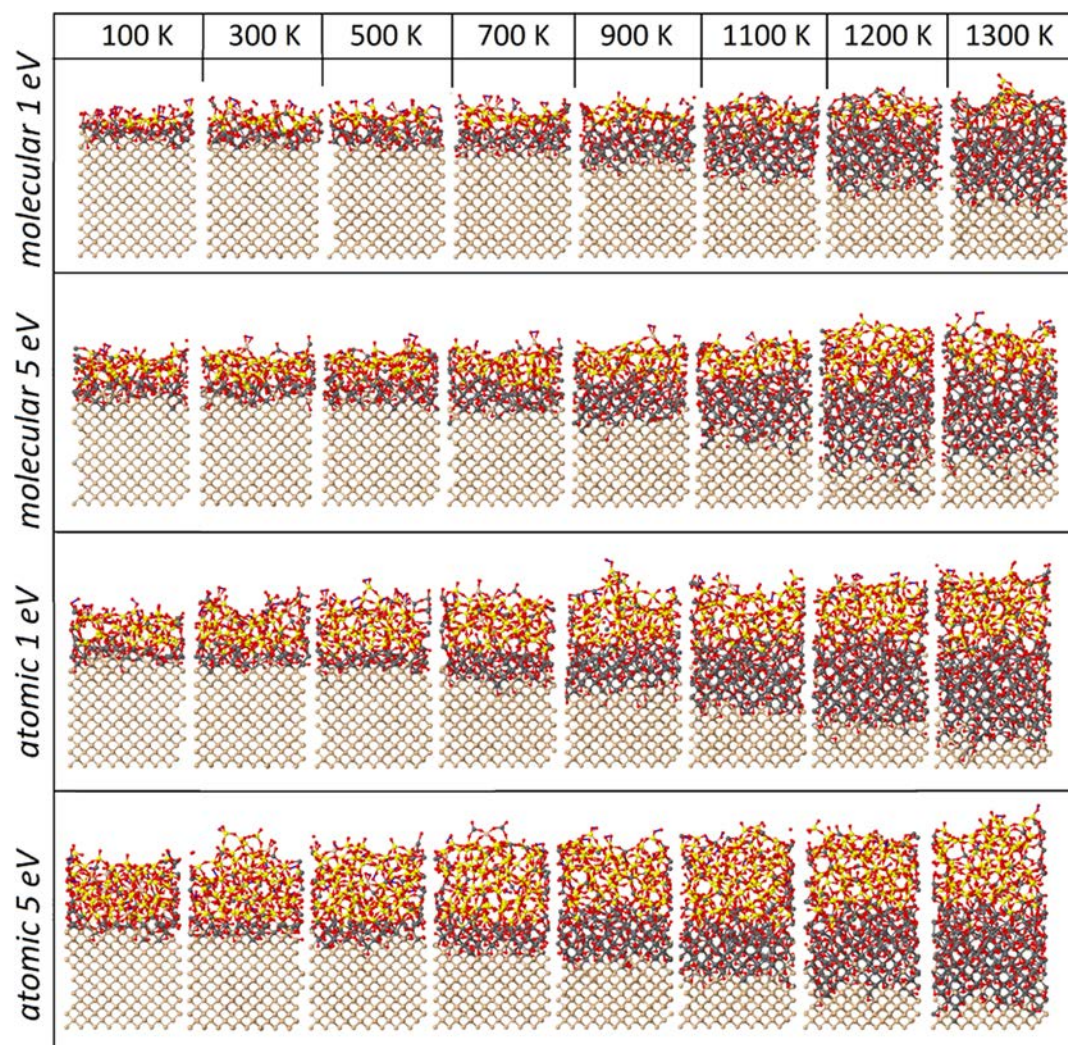 100 K 300 K 500 K 700 K 900 K 1100 K 1200 K 1300 K
molecular 1 eV
molecular 5 eV
atomic 1 eV
atomic 5 eV